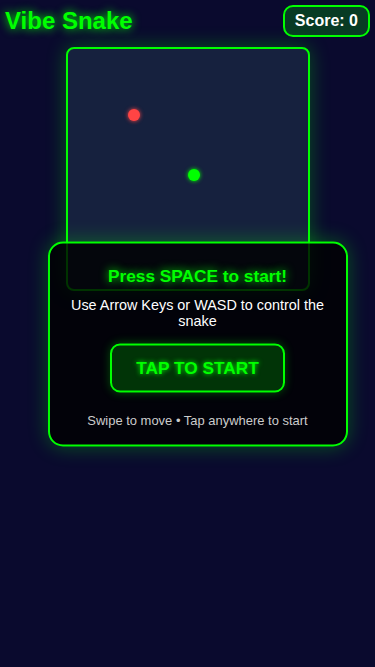 Vibe Snake
Score: 0
Press SPACE to start!
Use Arrow Keys or WASD to control the
snake
TAP TO START
Swipe to move • Tap anywhere to start